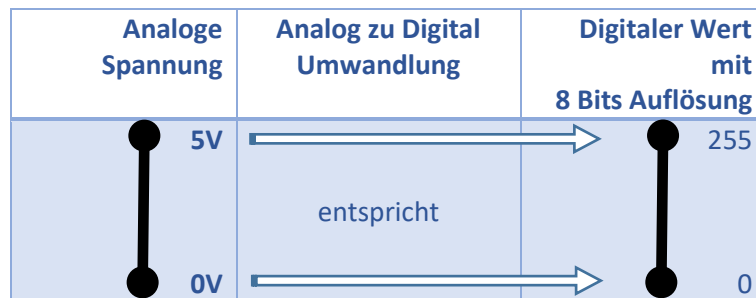 Analoge
Spannung
Analog zu Digital
Umwandlung
Digitaler Wert
mit
8 Bits Auflösung
5V
255
entspricht
0V
0